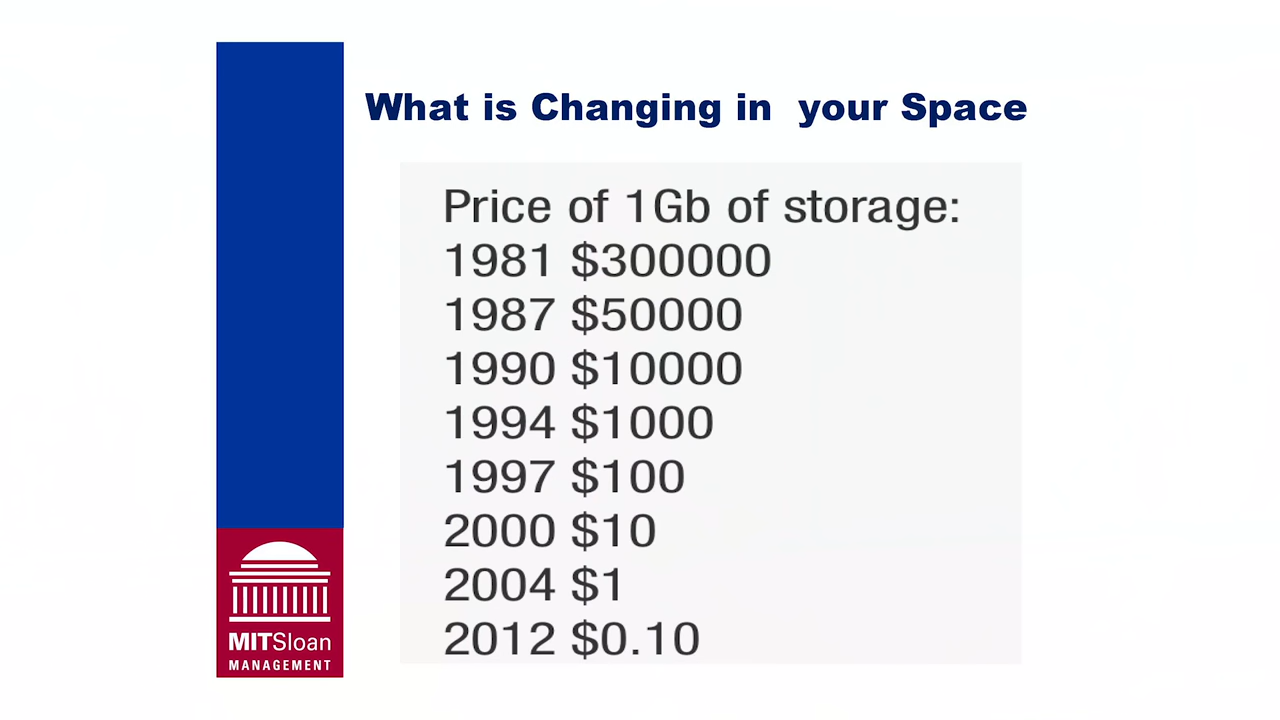 What is Changing in  your Space
Price of 1Gb of storage:
1981 $300000
1987 $50000
1990 $10000
1994 $1000
1997 $100
2000 $10
2004 $1
2012 $0.10
MITSloan
MANAGEMENT